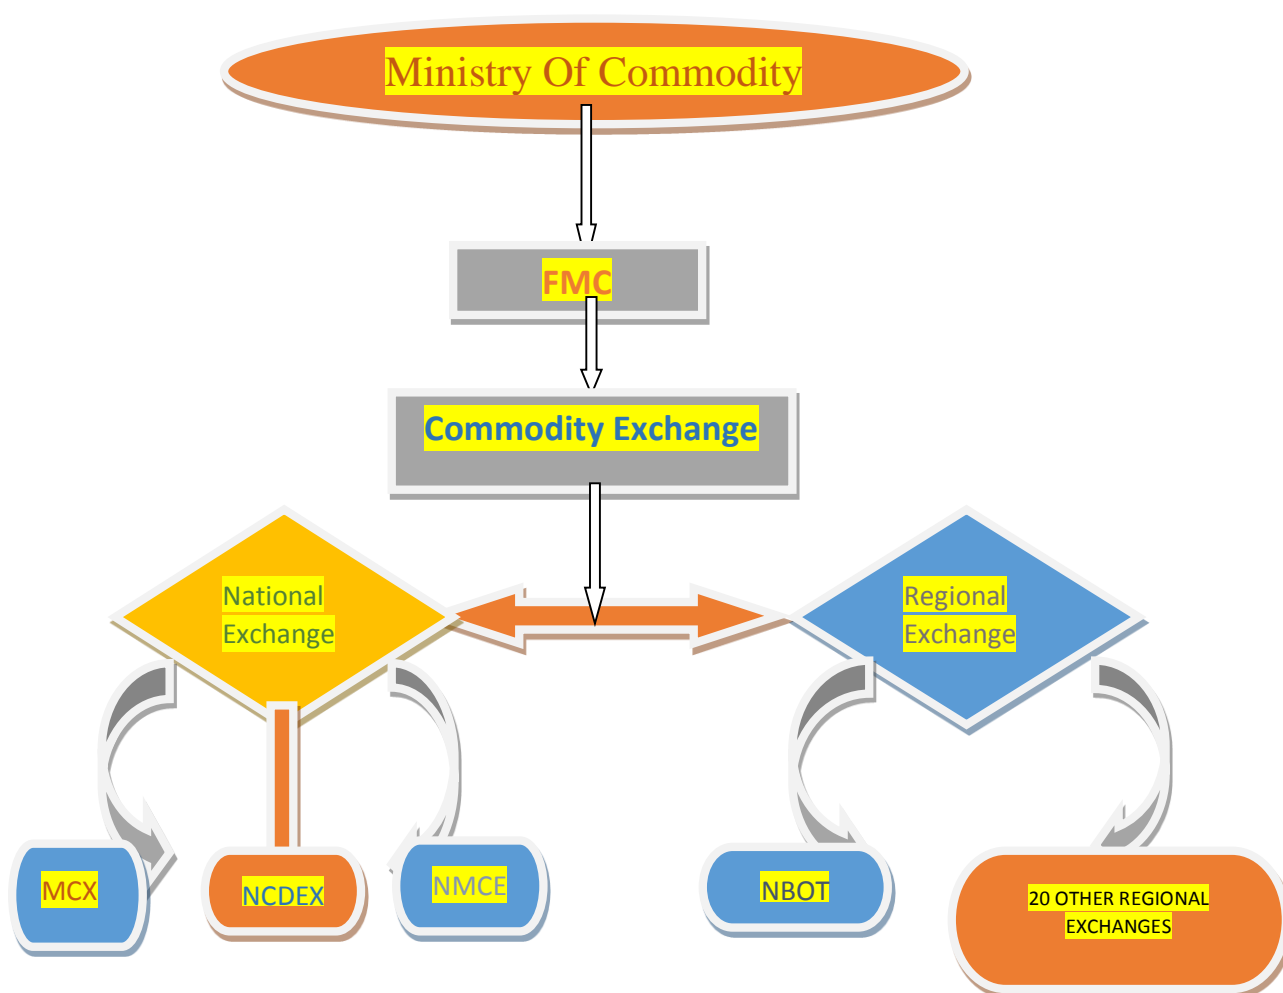 Ministry Of Commodity
FMC
Commodity Exchange
National
Exchange
Regional
Exchange
MCX
NCDEX
NMCE
NBOT
20 OTHER REGIONAL
EXCHANGES